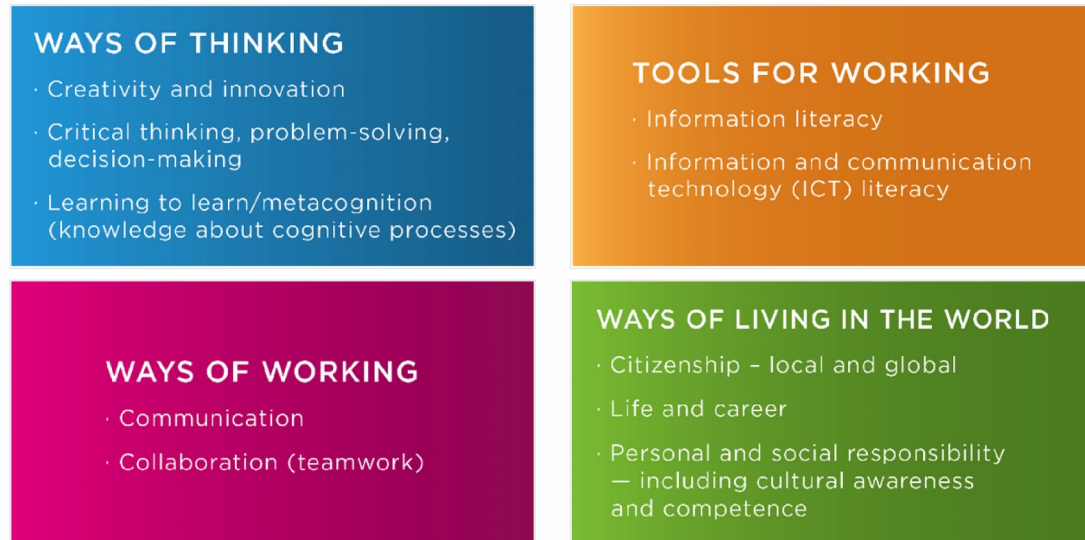 WAYS OF THINKING
· Creativity and innovation
· Critical thinking, problem-solving,
decision-making
· Learning to learn/metacognition
(knowledge about cognitive processes)
TOOLS FOR WORKING
· Information literacy
· Information and communication
technology (ICT) literacy
WAYS OF WORKING
· Communication
· Collaboration (teamwork)
WAYS OF LIVING IN THE WORLD
· Citizenship – local and global
· Life and career
· Personal and social responsibility
— including cultural awareness
and competence